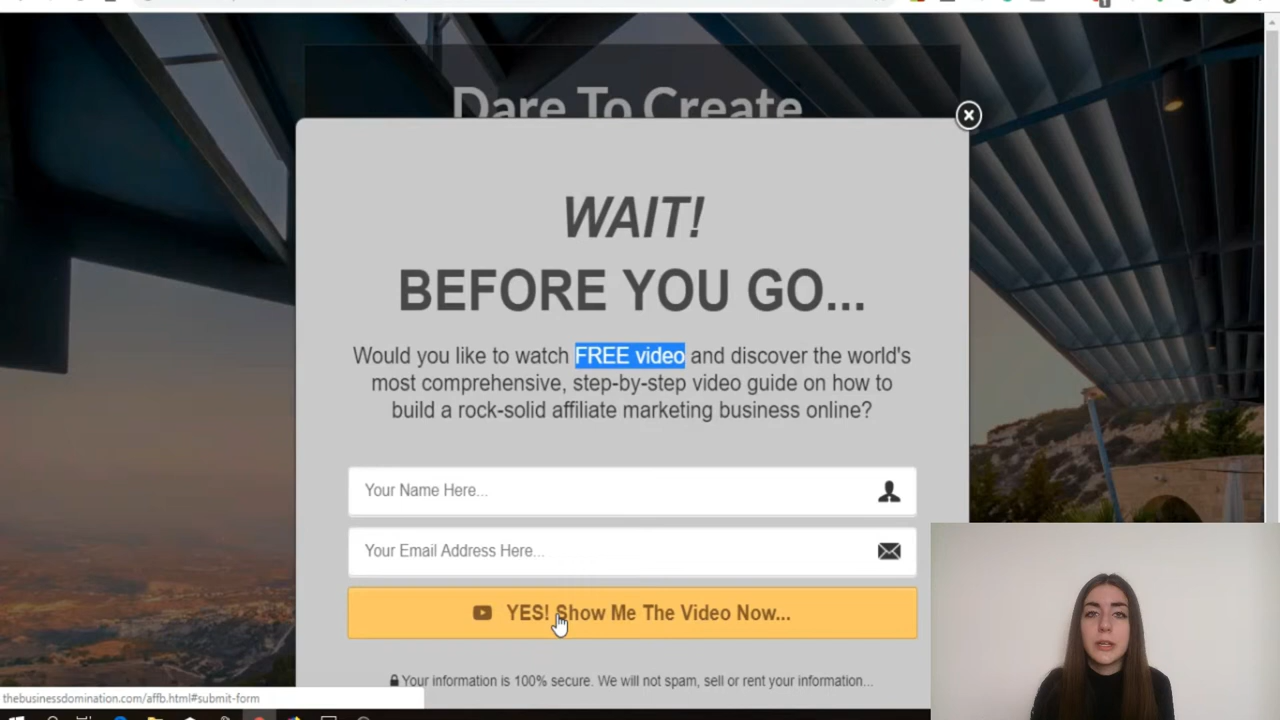 1
Dare To Create
WAIT!
BEFORE YOU GO...
Would you like to watch FREE video and discover the world's
most comprehensive, step-by-step video guide on how to
build a rock-solid affiliate marketing business online?
Your Name Here...
Your Email Address Here...
YES! Show Me The Video Now...
Your information is 100% secure. We will not spam, sell or rent your information...
thebusinessdomination.com/affb.html#submit-form